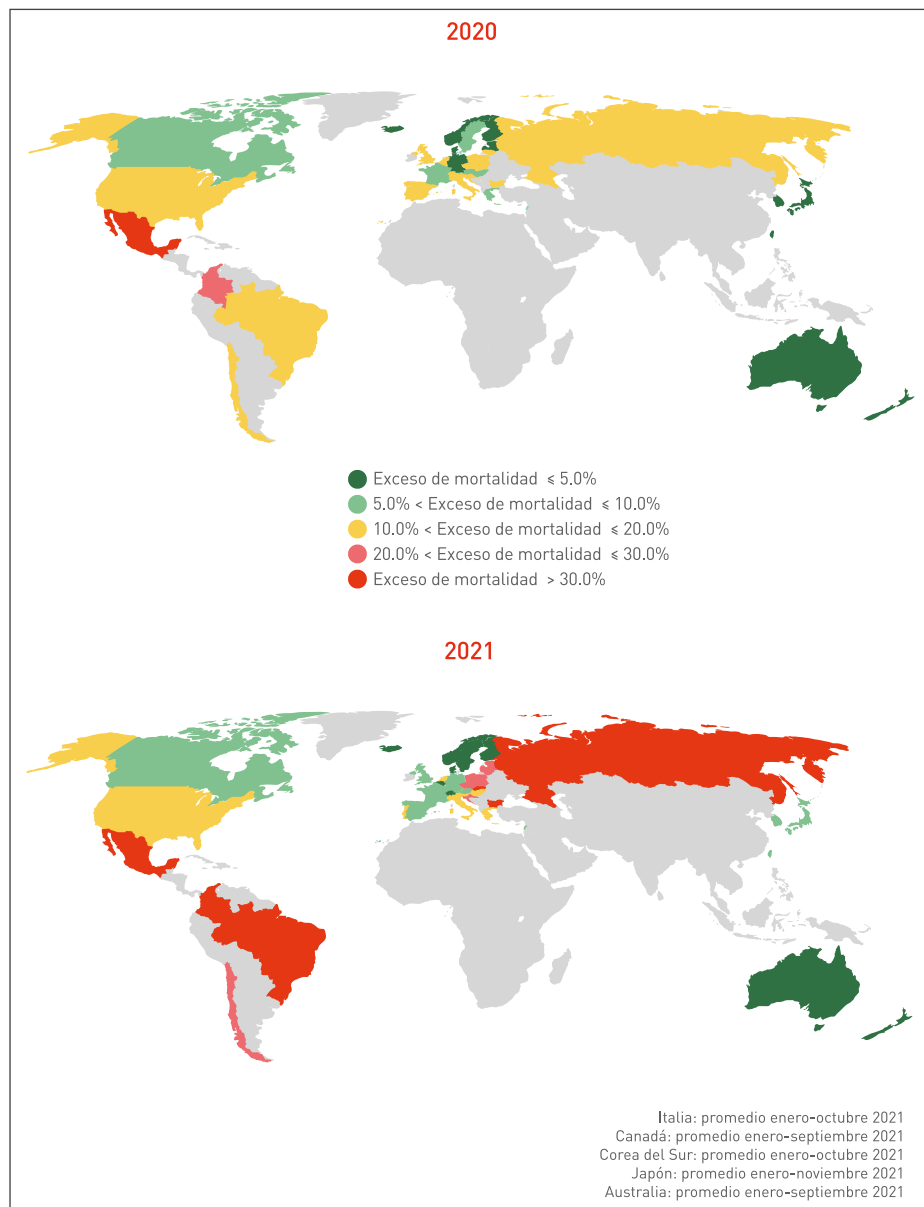 2020
Exceso de mortalidad ≤ 5.0%
5.0% < Exceso de mortalidad ≤ 10.0%
10.0% < Exceso de mortalidad ≤ 20.0%
20.0% < Exceso de mortalidad ≤ 30.0%
Exceso de mortalidad > 30.0%
2021
Italia: promedio enero-octubre 2021
Canadá: promedio enero-septiembre 2021
Corea del Sur: promedio enero-octubre 2021
Japón: promedio enero-noviembre 2021
Australia: promedio enero-septiembre 2021